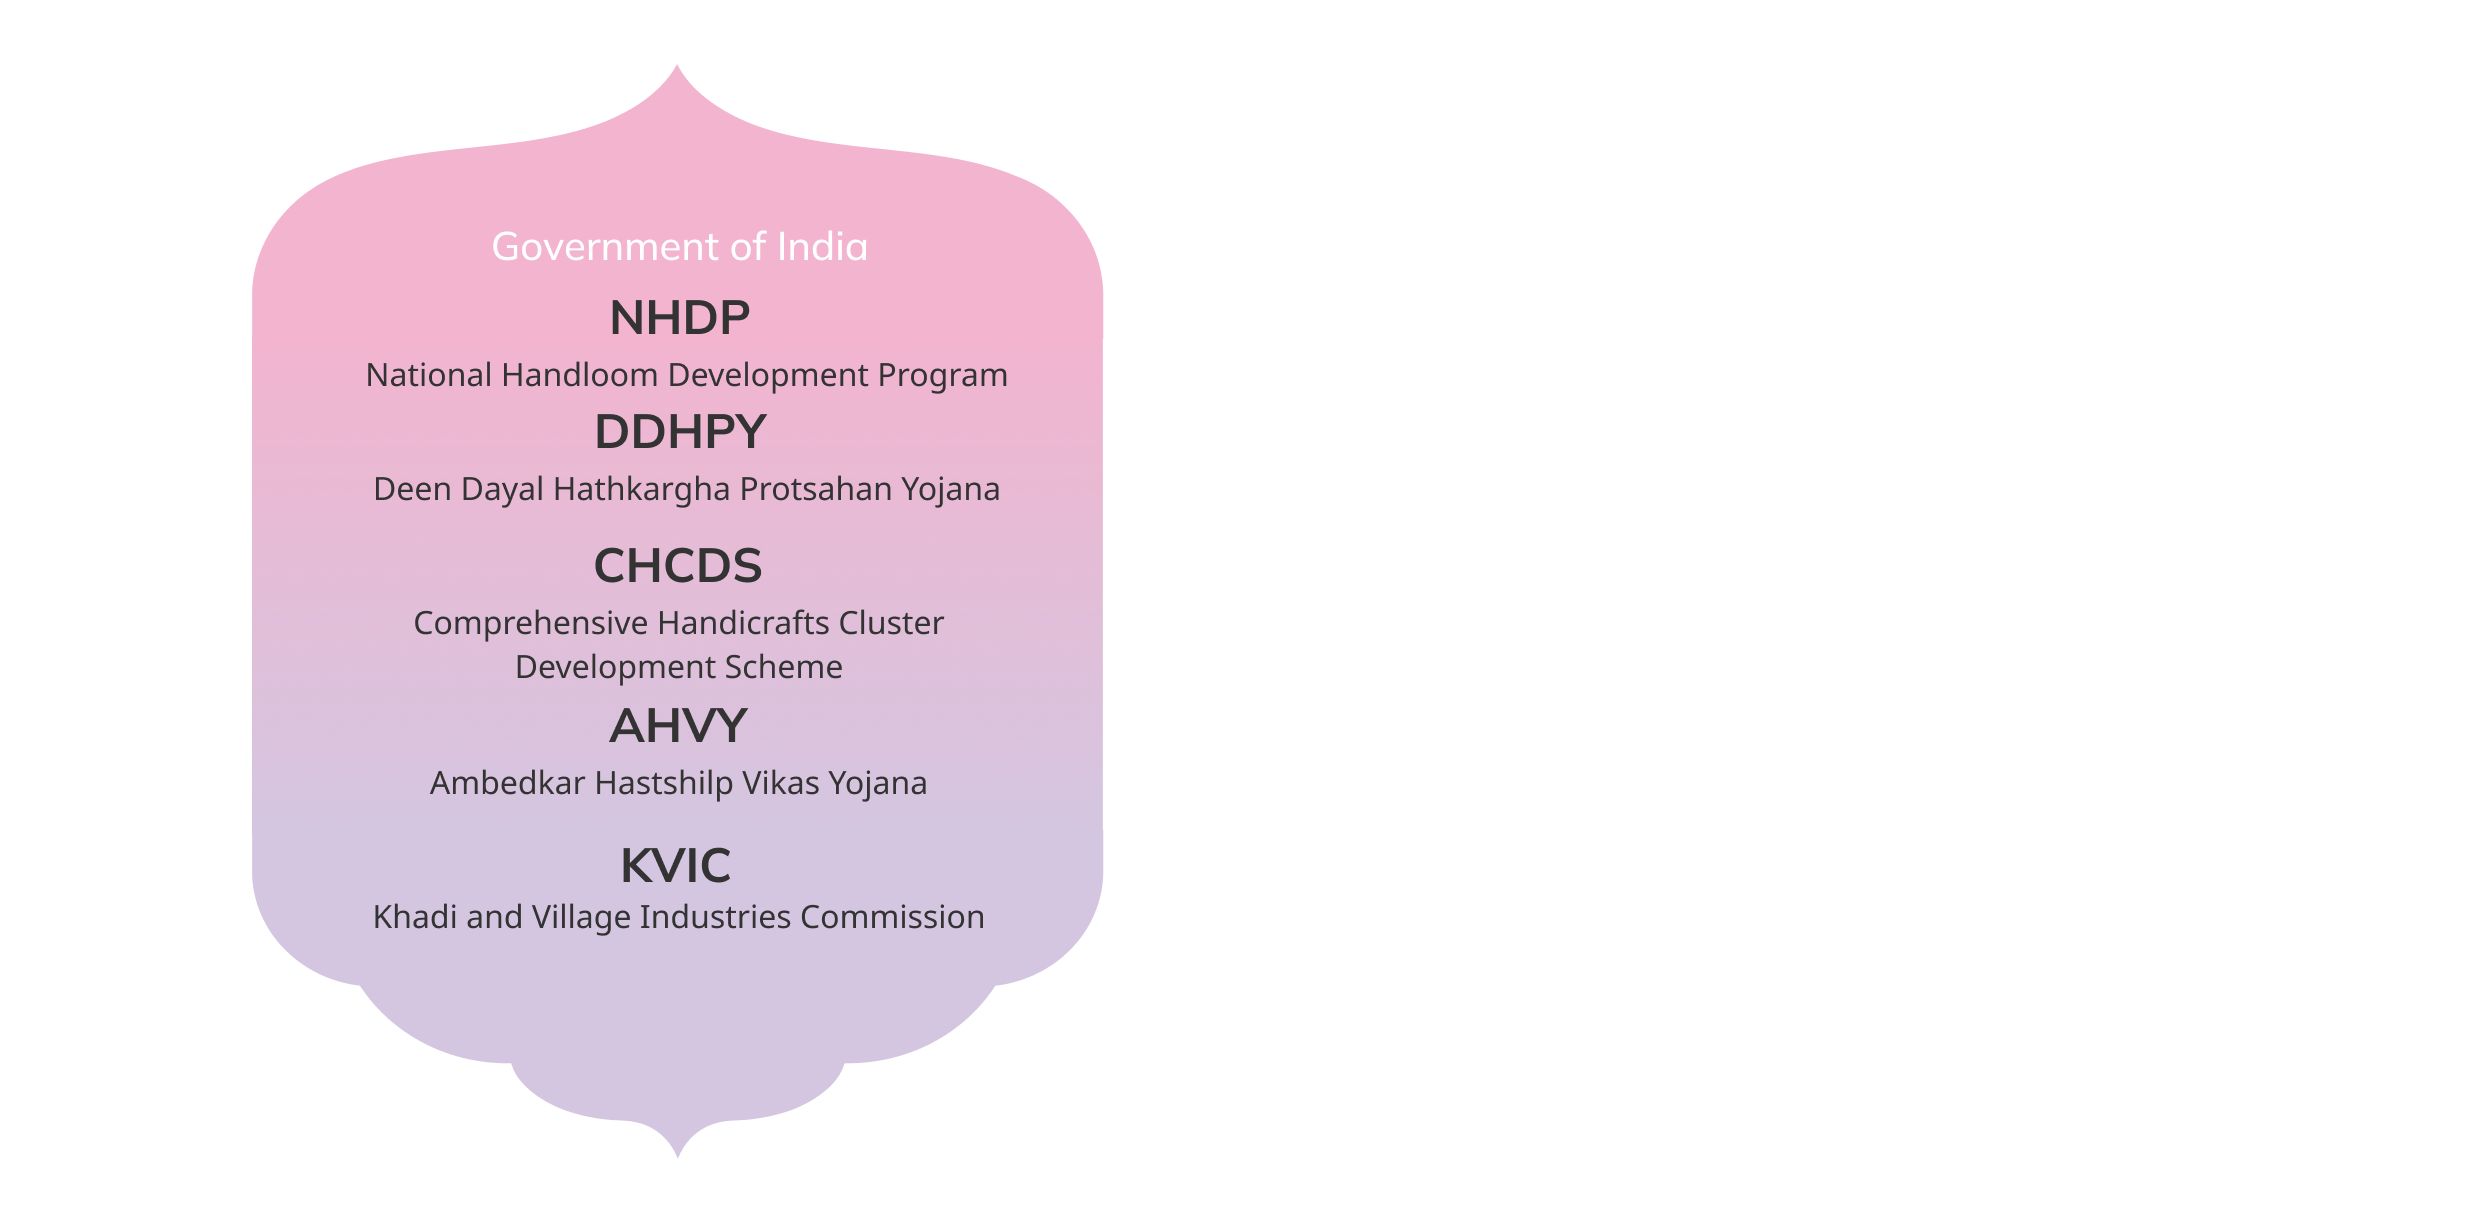 Government of India
NHDP
National Handloom Development Program
DDHPY
Deen Dayal Hathkargha Protsahan Yojana
CHCDS
Comprehensive Handicrafts Cluster
Development Scheme
AHVY
Ambedkar Hastshilp Vikas Yojana
KVIC
Khadi and Village Industries Commission